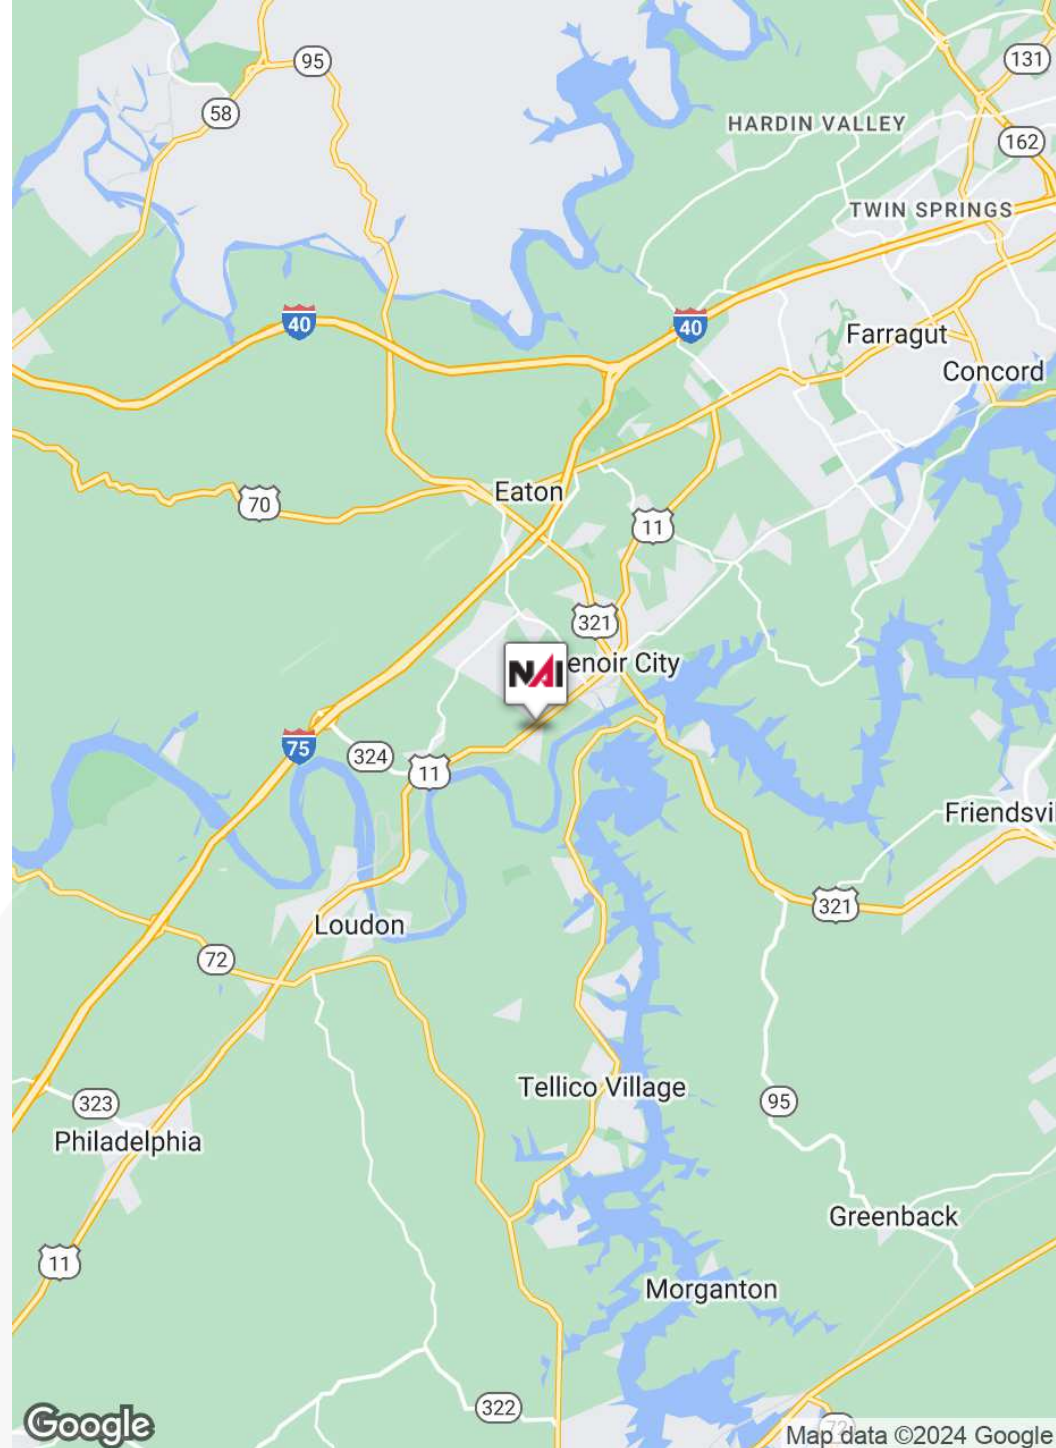 95
131
58
HARDIN VALLEY
162
TWIN SPRINGS
40
40
Farragut
Concord
Eaton
70
11
321
enoir City
NAI
75
324
11
Friendsvil
321
Loudon
72
Tellico Village
95
323
Philadelphia
Greenback
11
Morganton
322
72
Google
Map data ©2024 Google